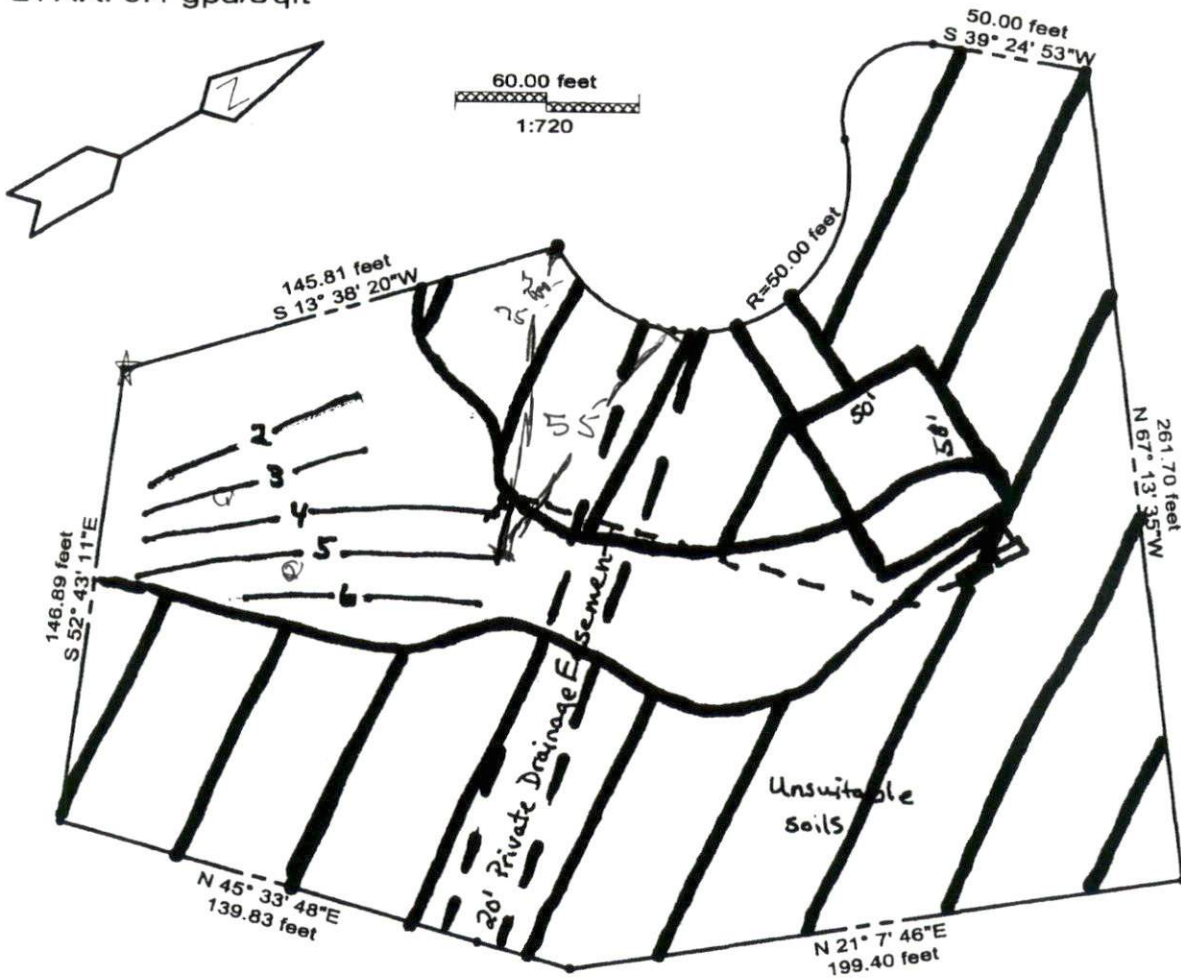 50.00 feet
S 39° 24' 53"W
60.00 feet
1:720
145.81 feet
S 13° 38' 20"W
R=50.00 feet
75
55
50'
58'
2
3
4
5
6
146.89 feet
S 52° 43' 11"E
261.70 feet
N 67° 13' 35"W
20' Private Drainage Easement
Unsuitable
soils
N 45° 33' 48"E
139.83 feet
N 21° 7' 46"E
199.40 feet